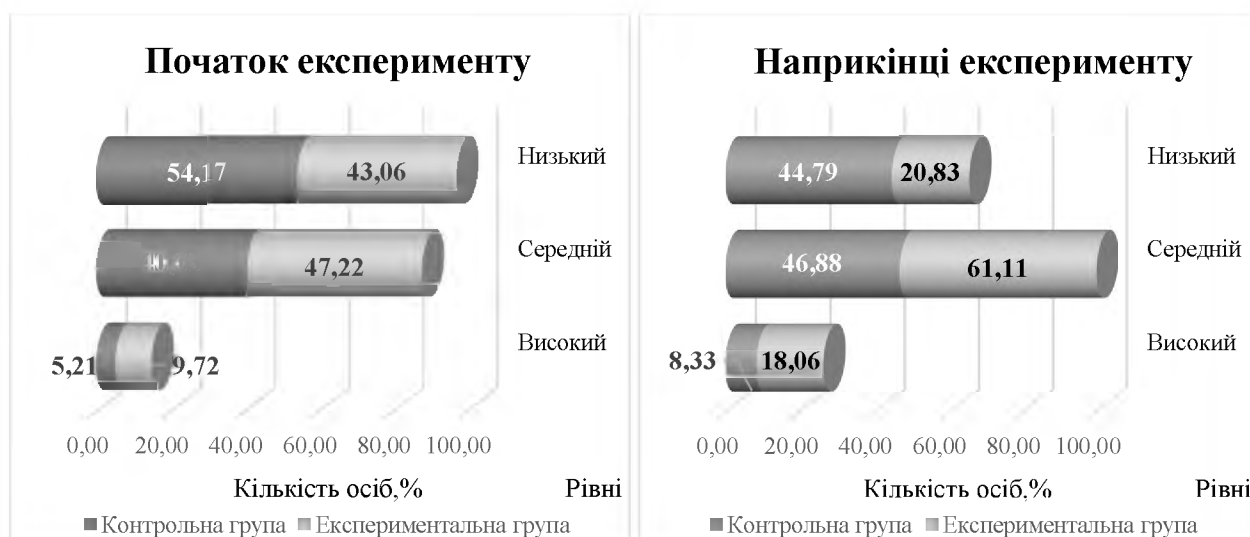 Початок експерименту
54,17 43,06 Низький
47,22 Середній
5,21 9,72 Високий
0,00 20,00 40,00 60,00 80,00 100,00
Кількість осіб,% Рівні
Контрольна група Експериментальна група
Наприкінці експерименту
44,79 20,83 Низький
46,88 61,11 Середній
8,33 18,06 Високий
0,00 20,00 40,00 60,00 80,00 100,00
Кількість осіб,% Рівні
Контрольна група Експериментальна група